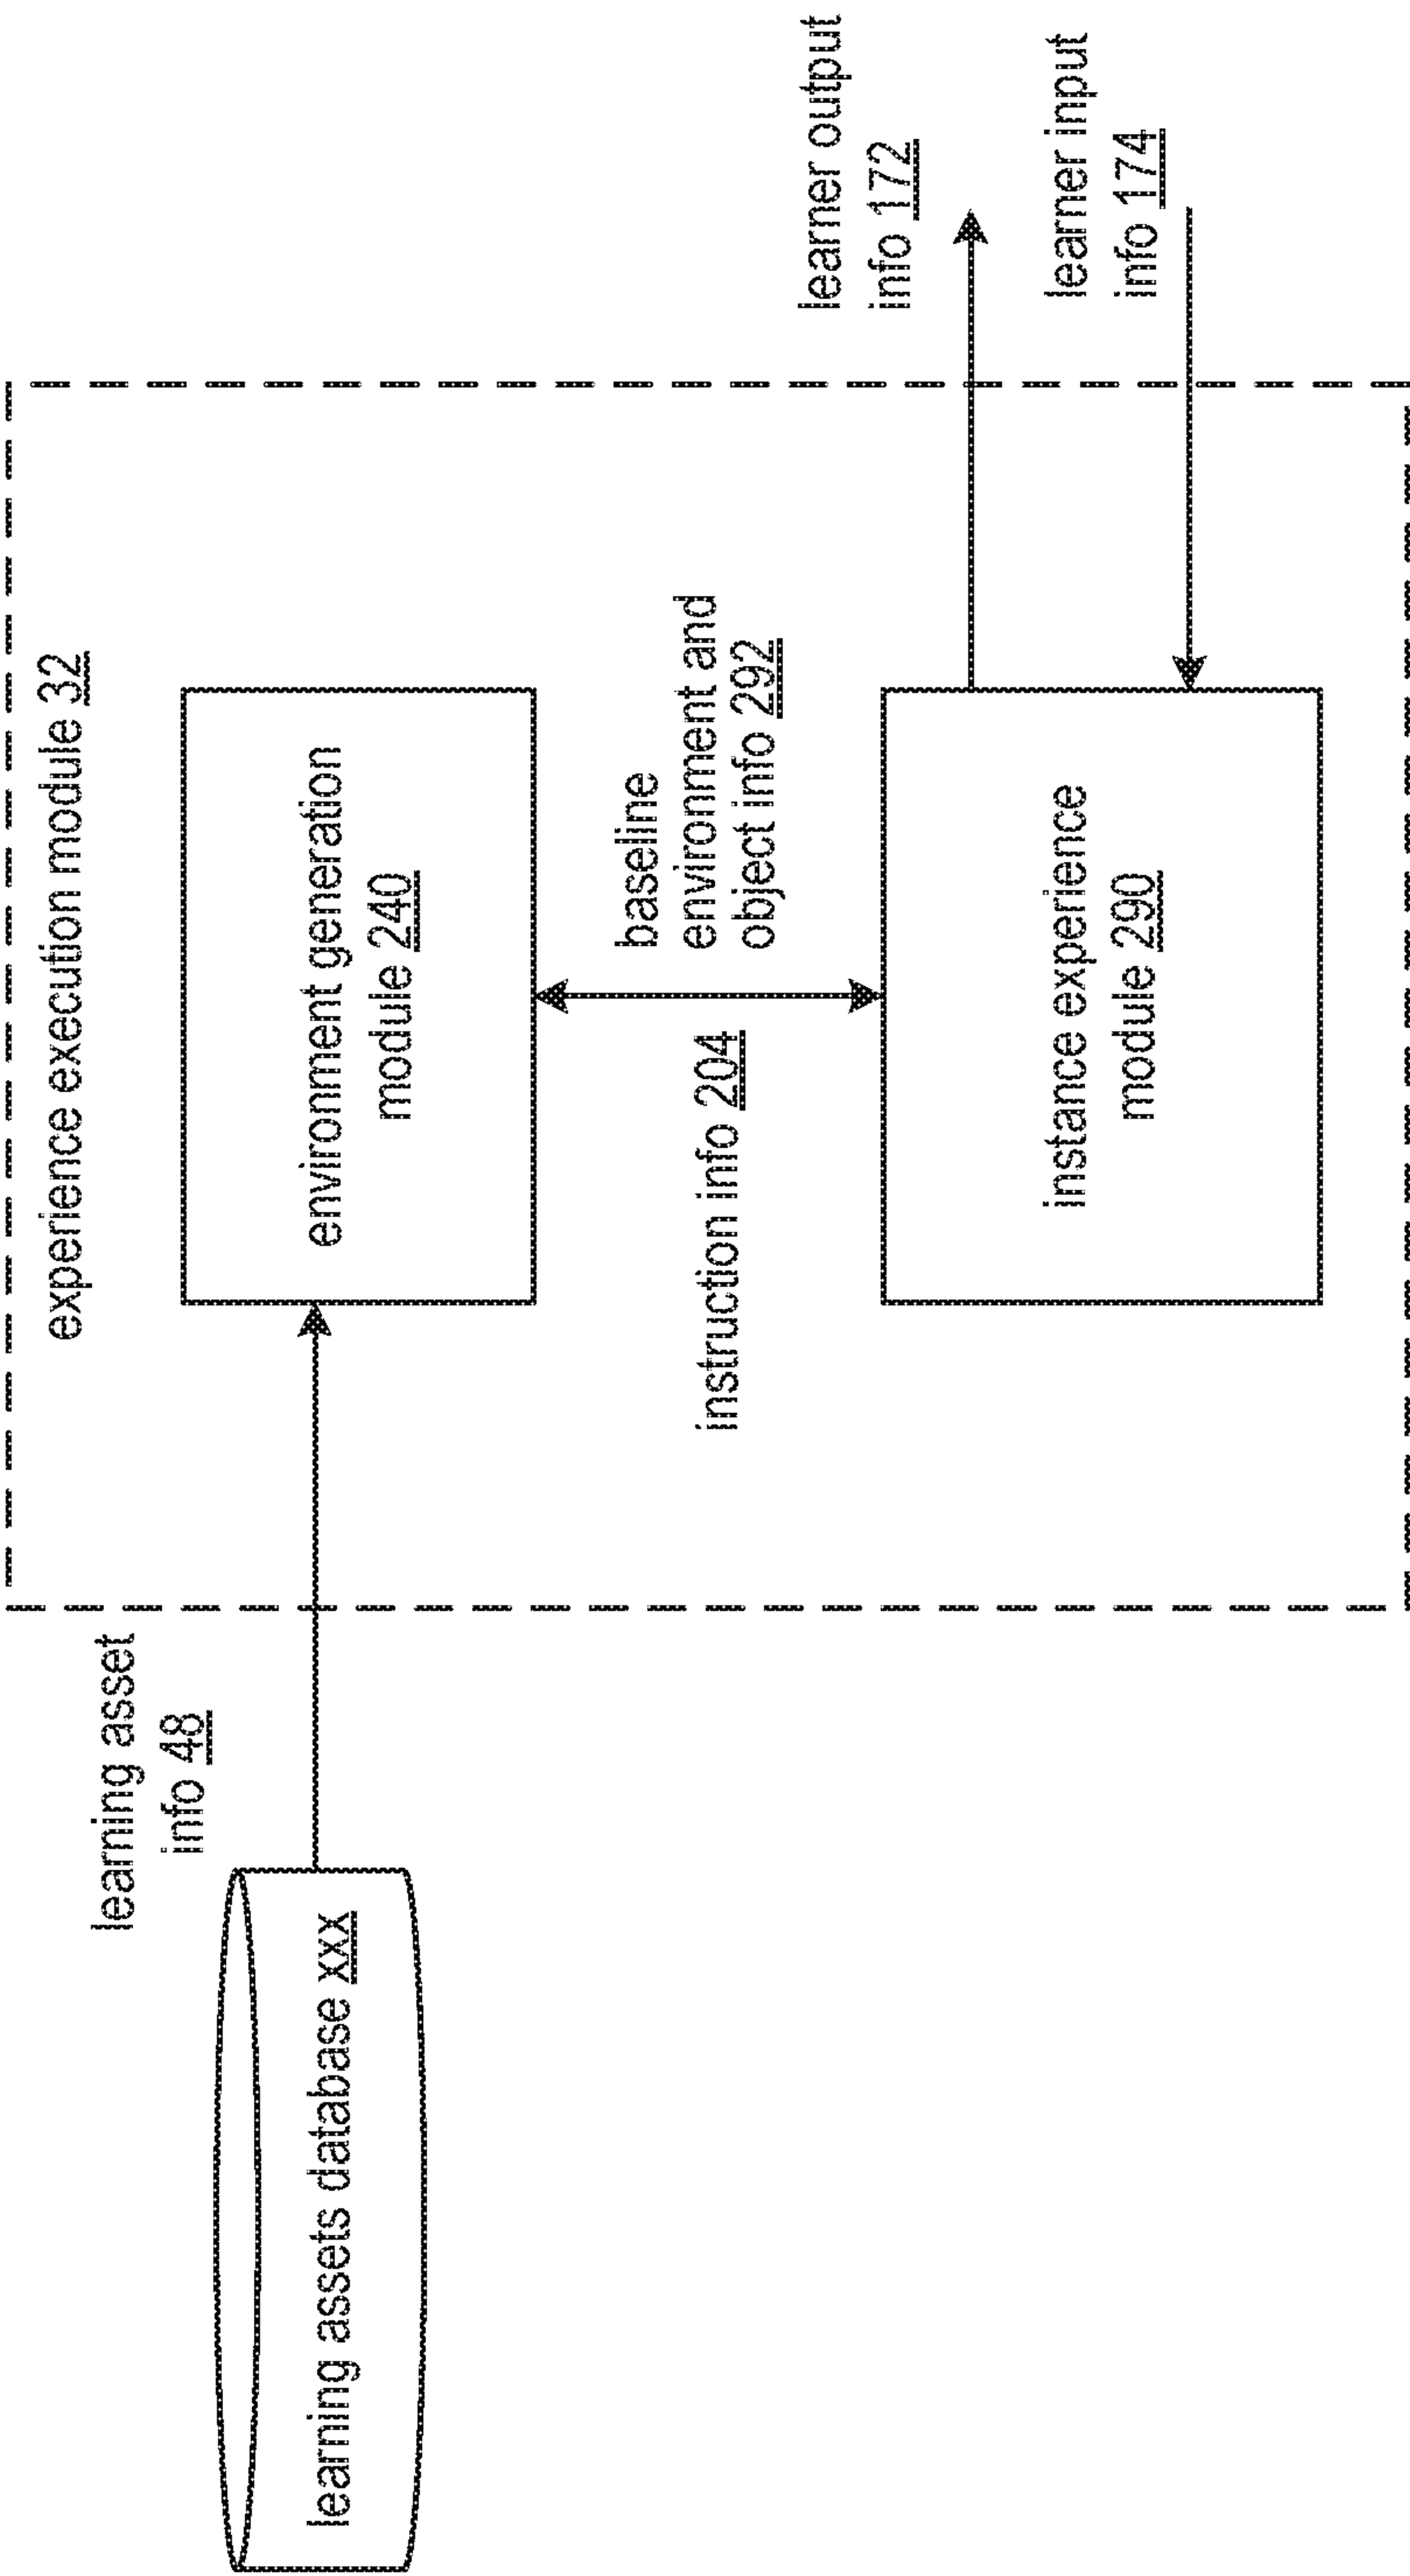 experience execution module 32
learning asset
info 48
learning assets database xxx
environment generation
module 240
instruction info 204
baseline
environment and
object info 292
instance experience
module 290
learner output
info 172
learner input
info 174